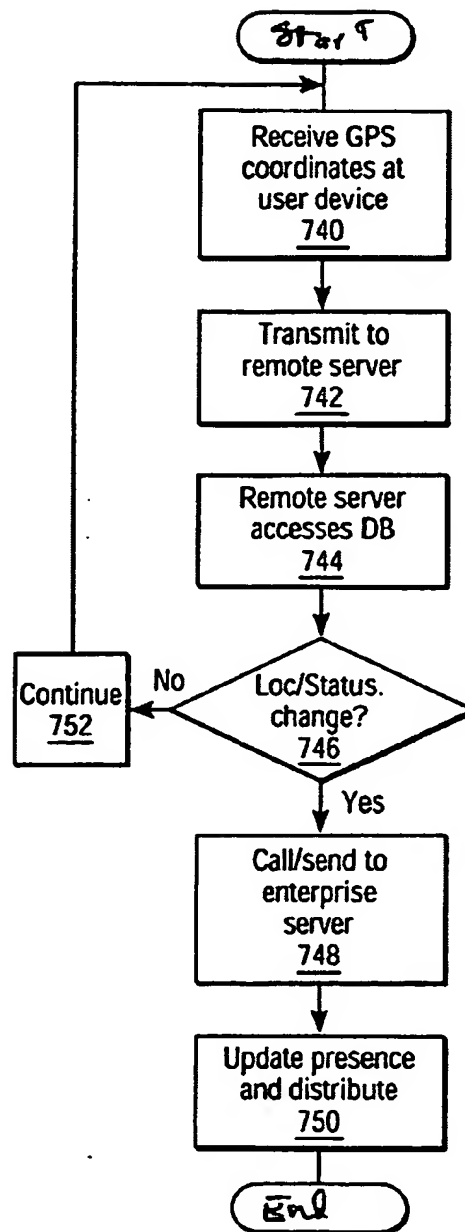 Start
Receive GPS
coordinates at
user device
740
Transmit to
remote server
742
Remote server
accesses DB
744
Loc/Status.
change?
746
No
Continue
752
Yes
Call/send to
enterprise
server
748
Update presence
and distribute
750
End